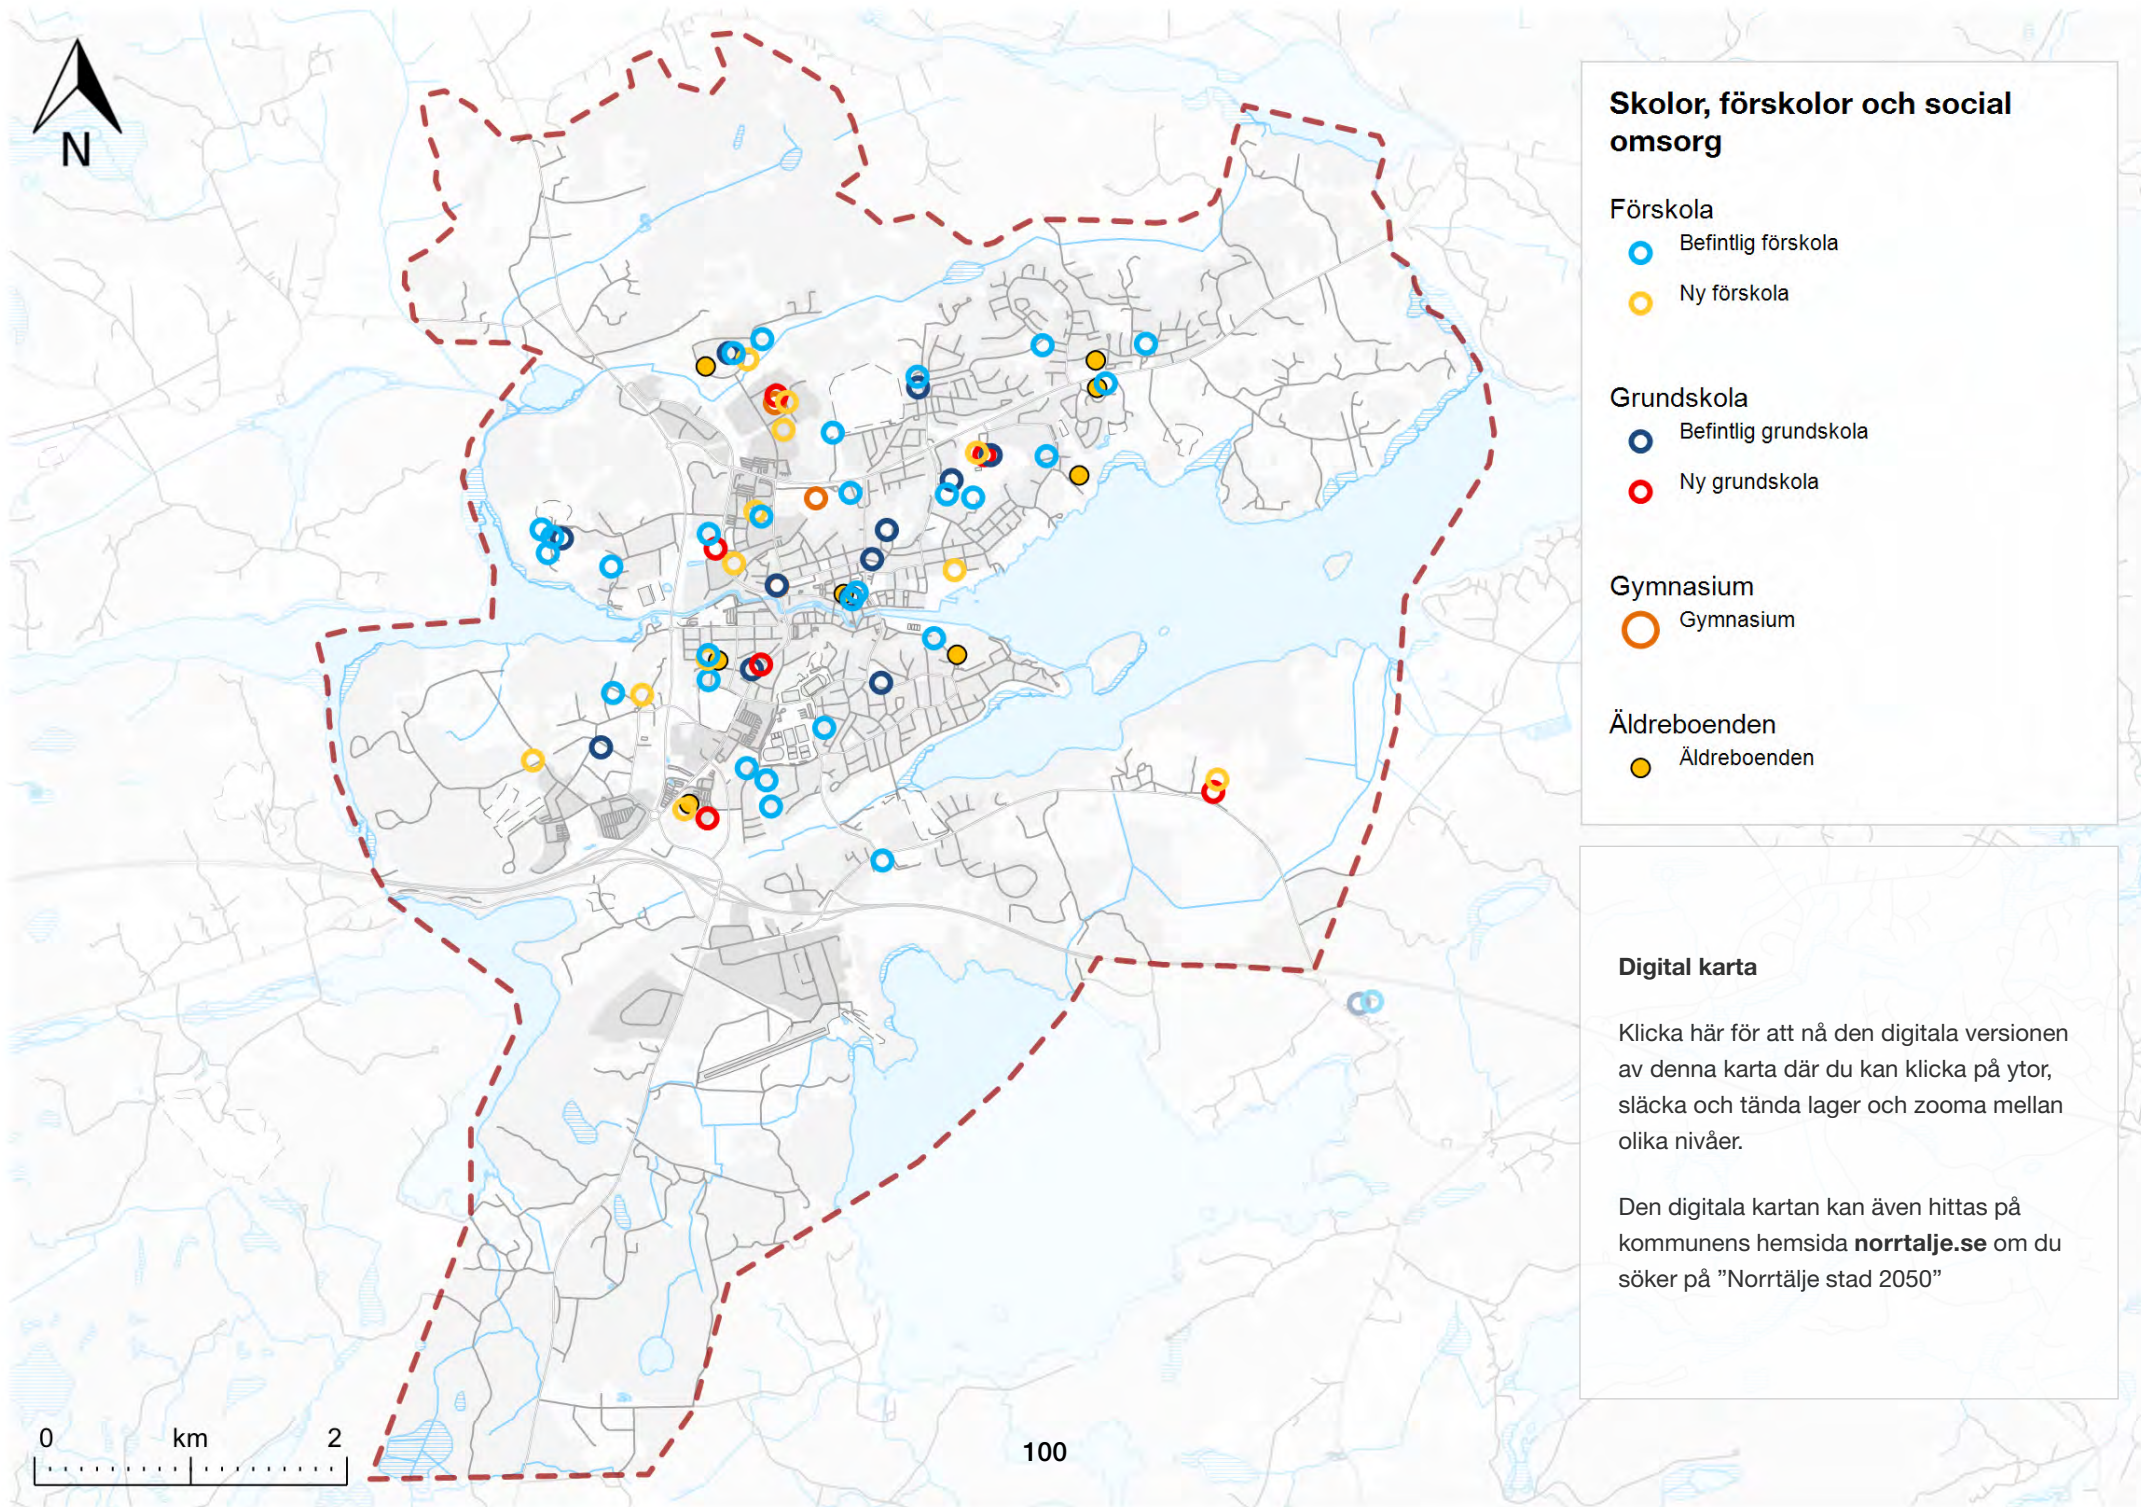 N
Skolor, förskolor och social
omsorg
Förskola
Befintlig förskola
Ny förskola
Grundskola
Befintlig grundskola
Ny grundskola
Gymnasium
Gymnasium
Äldreboenden
Äldreboenden
Digital karta
Klicka här för att nå den digitala versionen
av denna karta där du kan klicka på ytor,
släcka och tända lager och zooma mellan
olika nivåer.
Den digitala kartan kan även hittas på
kommunens hemsida norrtalje.se om du
söker på ”Norrtälje stad 2050”
0 km 2
100